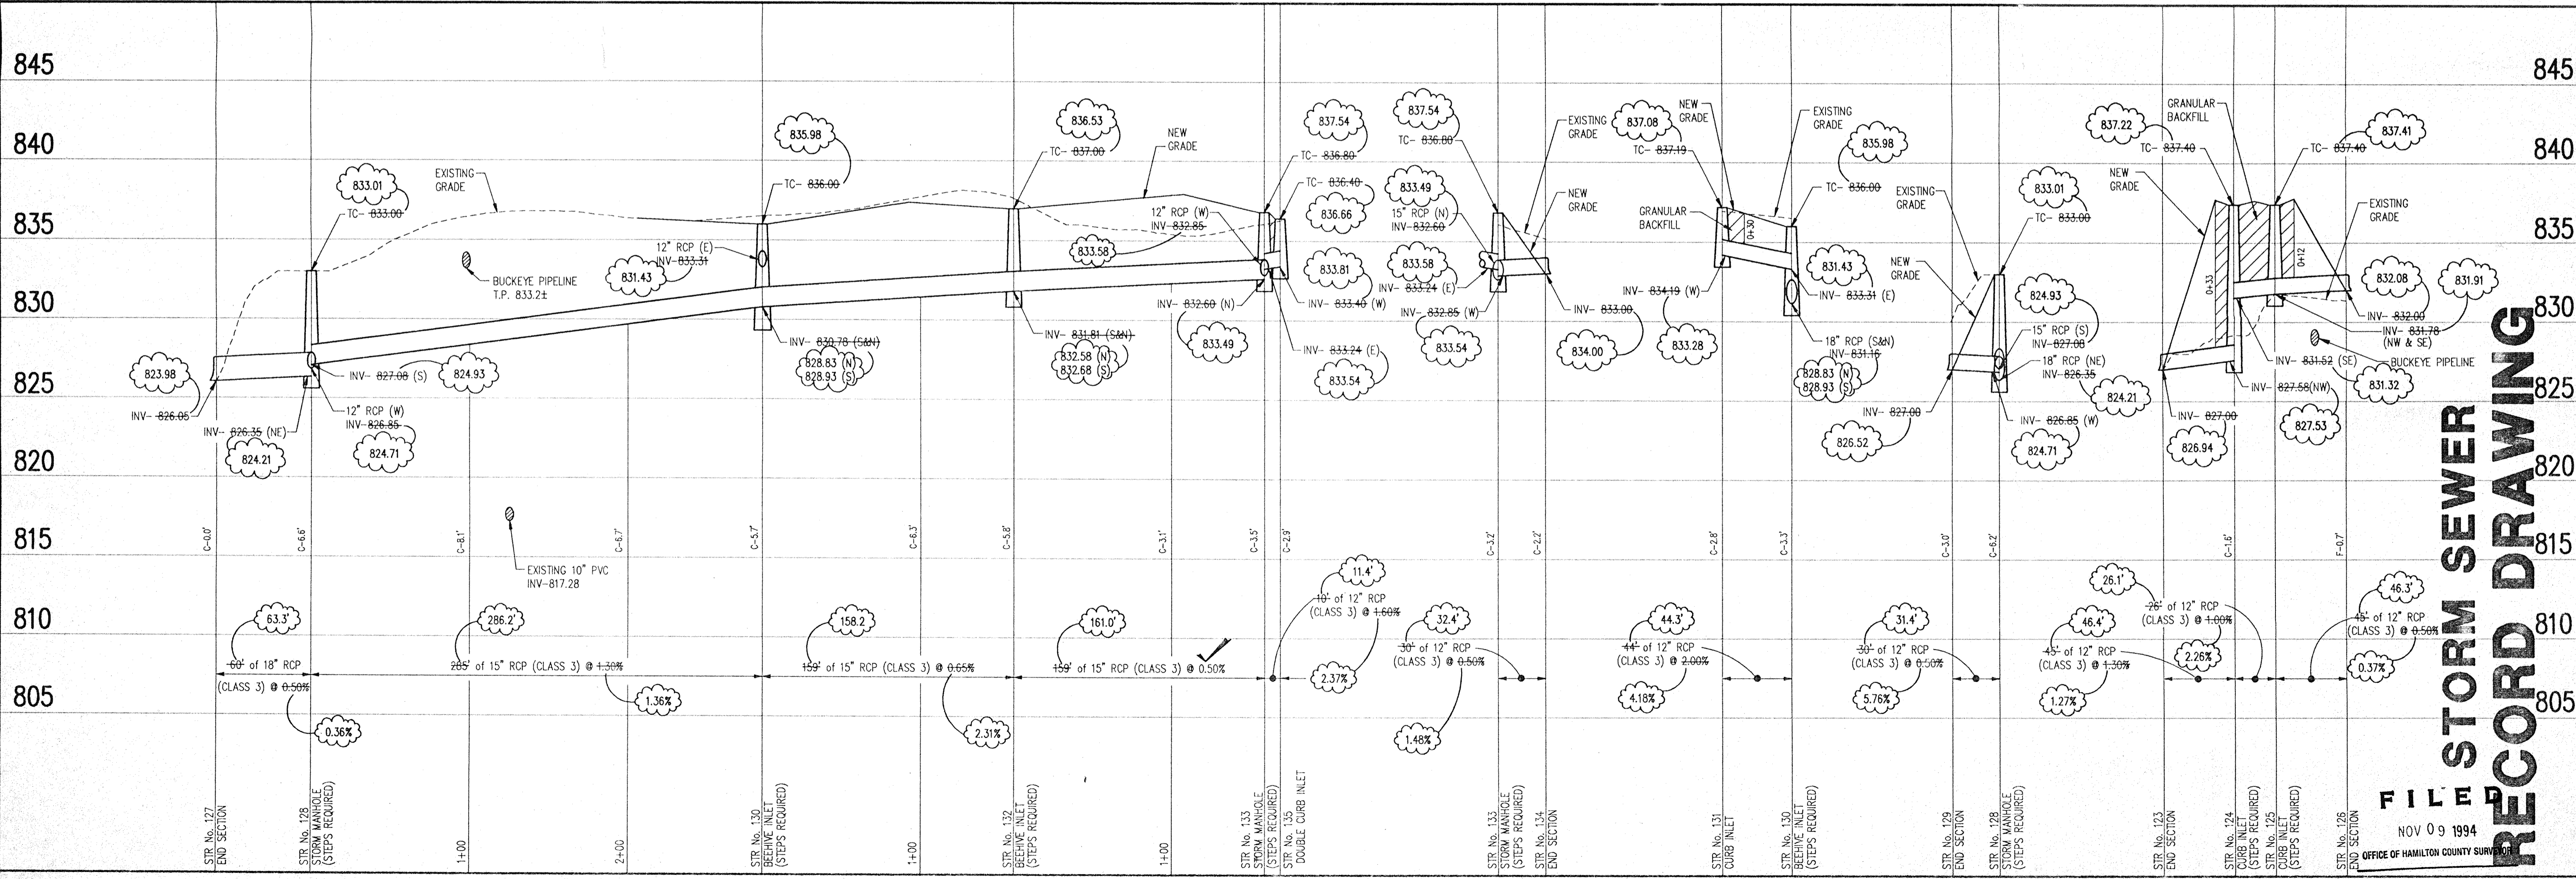 845
840
835
830
825
820
815
810
805
833.01
TC- 833.00
EXISTING
GRADE
BUCKEYE PIPELINE
T.P. 833.2±
823.98
INV- 826.05
INV- 826.35 (NE)
824.21
INV- 827.08 (S)
824.93
12" RCP (W)
INV- 826.85
824.71
EXISTING 10" PVC
INV-817.28
835.98
TC- 836.00
12" RCP (E)
INV-833.31
831.43
INV- 830.78 (S&N)
828.83 (N)
828.93 (S)
836.53
TC- 837.00
NEW
GRADE
833.58
12" RCP (W)
INV- 832.85
INV- 831.81 (S&N)
832.58 (N)
832.68 (S)
INV- 832.60 (N)
833.49
837.54
TC- 836.80
TC- 836.40
836.66
833.81
INV- 833.40 (W)
INV- 833.24 (E)
833.54
837.54
TC- 836.80
EXISTING
GRADE
NEW
GRADE
833.49
15" RCP (N)
INV-832.60
833.58
INV- 833.24 (E)
INV- 832.85 (W)
833.54
INV- 833.00
834.00
837.08
TC- 837.19
NEW
GRADE
EXISTING
GRADE
GRANULAR
BACKFILL
0+30
INV- 834.19 (W)
833.28
835.98
TC- 836.00
831.43
INV- 833.31 (E)
18" RCP (S&N)
INV- 831.16
828.83 (N)
828.93 (S)
EXISTING
GRADE
NEW
GRADE
833.01
TC- 833.00
824.93
15" RCP (S)
INV- 827.08
18" RCP (NE)
INV- 826.35
824.21
INV- 827.00
826.52
INV- 826.85 (W)
824.71
837.22
TC- 837.40
GRANULAR
BACKFILL
NEW
GRADE
0+33
837.41
TC- 837.40
EXISTING
GRADE
0+12
832.08
831.91
INV- 832.00
INV- 831.78
(NW & SE)
BUCKEYE PIPELINE
INV- 831.52 (SE)
831.32
INV- 827.58(NW)
827.53
INV- 827.00
826.94
C-0.0'
C-6.6'
C-8.1'
C-6.7'
C-5.7'
C-6.3'
C-5.8'
C-3.1'
C-3.5'
C-2.9'
C-3.2'
C-2.2'
C-2.8'
C-3.3'
C-3.0'
C-6.2'
C-1.6'
F-0.7'
63.3'
60' of 18" RCP
(CLASS 3) @ 0.50%
0.36%
286.2'
285' of 15" RCP (CLASS 3) @ 1.30%
1.36%
158.2
159' of 15" RCP (CLASS 3) @ 0.65%
2.31%
161.0'
159' of 15" RCP (CLASS 3) @ 0.50%
11.4'
10' of 12" RCP
(CLASS 3) @ 1.60%
2.37%
32.4'
30' of 12" RCP
(CLASS 3) @ 0.50%
1.48%
44.3'
44' of 12" RCP
(CLASS 3) @ 2.00%
4.18%
31.4'
30' of 12" RCP
(CLASS 3) @ 0.50%
5.76%
46.4'
45' of 12" RCP
(CLASS 3) @ 1.30%
1.27%
26.1'
26' of 12" RCP
(CLASS 3) @ 1.00%
2.26%
46.3'
45' of 12" RCP
(CLASS 3) @ 0.50%
0.37%
STR No. 127
END SECTION
STR No. 128
STORM MANHOLE
(STEPS REQUIRED)
1+00
2+00
STR No. 130
BEEHIVE INLET
(STEPS REQUIRED)
1+00
STR No. 132
BEEHIVE INLET
(STEPS REQUIRED)
1+00
STR No. 133
STORM MANHOLE
(STEPS REQUIRED)
STR No. 135
DOUBLE CURB INLET
STR No. 133
STORM MANHOLE
(STEPS REQUIRED)
STR No. 134
END SECTION
STR No. 131
CURB INLET
STR No. 130
BEEHIVE INLET
(STEPS REQUIRED)
STR No. 129
END SECTION
STR No. 128
STORM MANHOLE
(STEPS REQUIRED)
STR No. 123
END SECTION
STR No. 124
CURB INLET
(STEPS REQUIRED)
STR No. 125
CURB INLET
(STEPS REQUIRED)
STR No. 126
END SECTION
845
840
835
830
825
820
815
810
805
STORM SEWER
RECORD DRAWING
FILED
NOV 09 1994
OFFICE OF HAMILTON COUNTY SURVEYOR